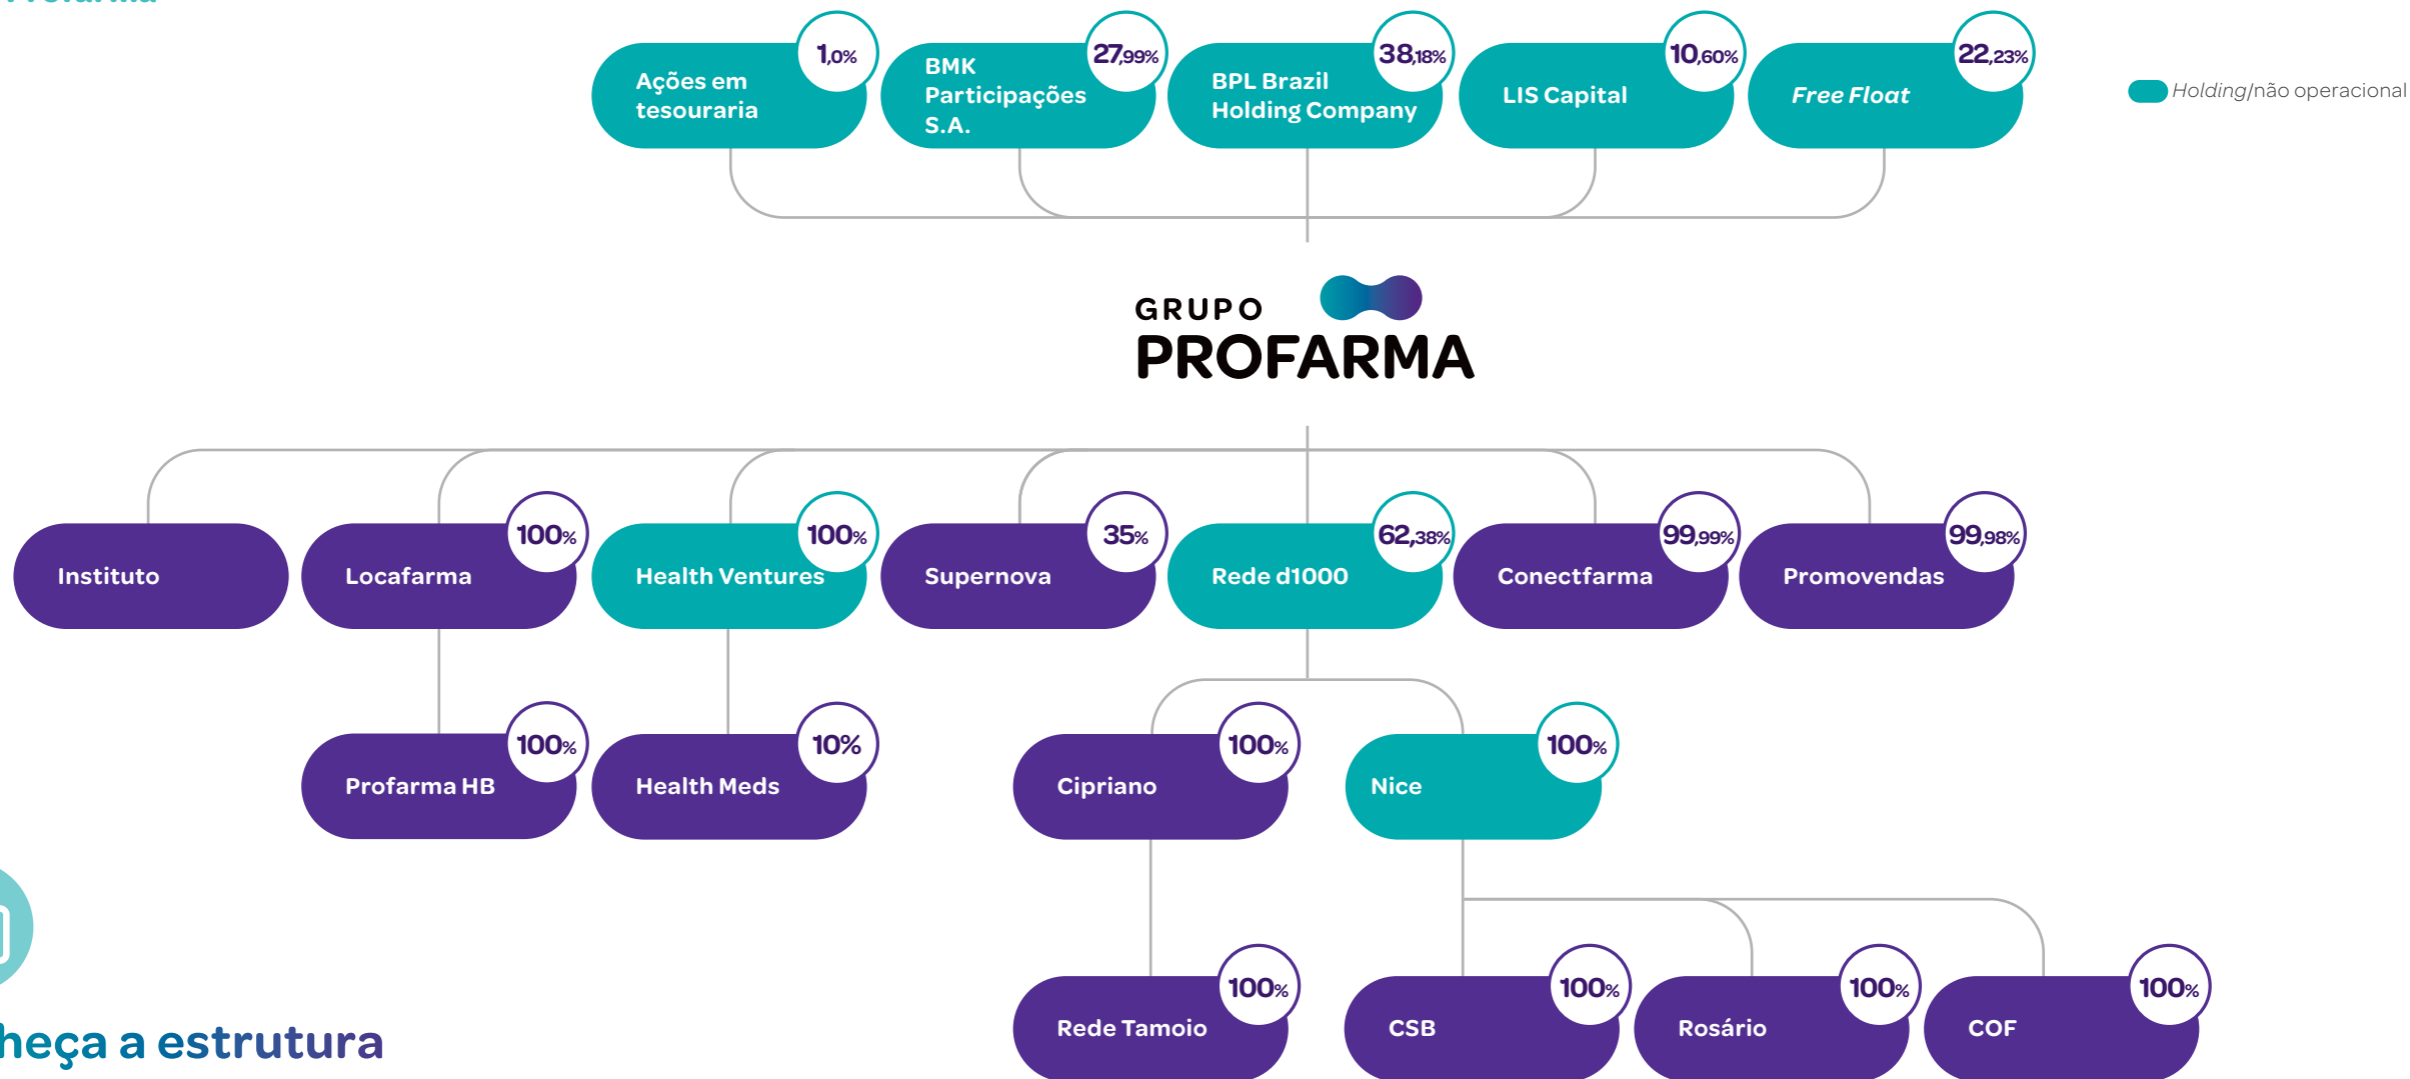 Profarma
1,0%
Ações em
tesouraria
27,99%
BMK
Participações
S.A.
38,18%
BPL Brazil
Holding Company
10,60%
LIS Capital
22,23%
Free Float
Holding/não operacional
GRUPO
PROFARMA
Instituto
100%
Locafarma
100%
Health Ventures
35%
Supernova
62,38%
Rede d1000
99,99%
Conectfarma
99,98%
Promovendas
100%
Profarma HB
10%
Health Meds
100%
Cipriano
100%
Nice
100%
Rede Tamoio
100%
CSB
100%
Rosário
100%
COF
heça a estrutura